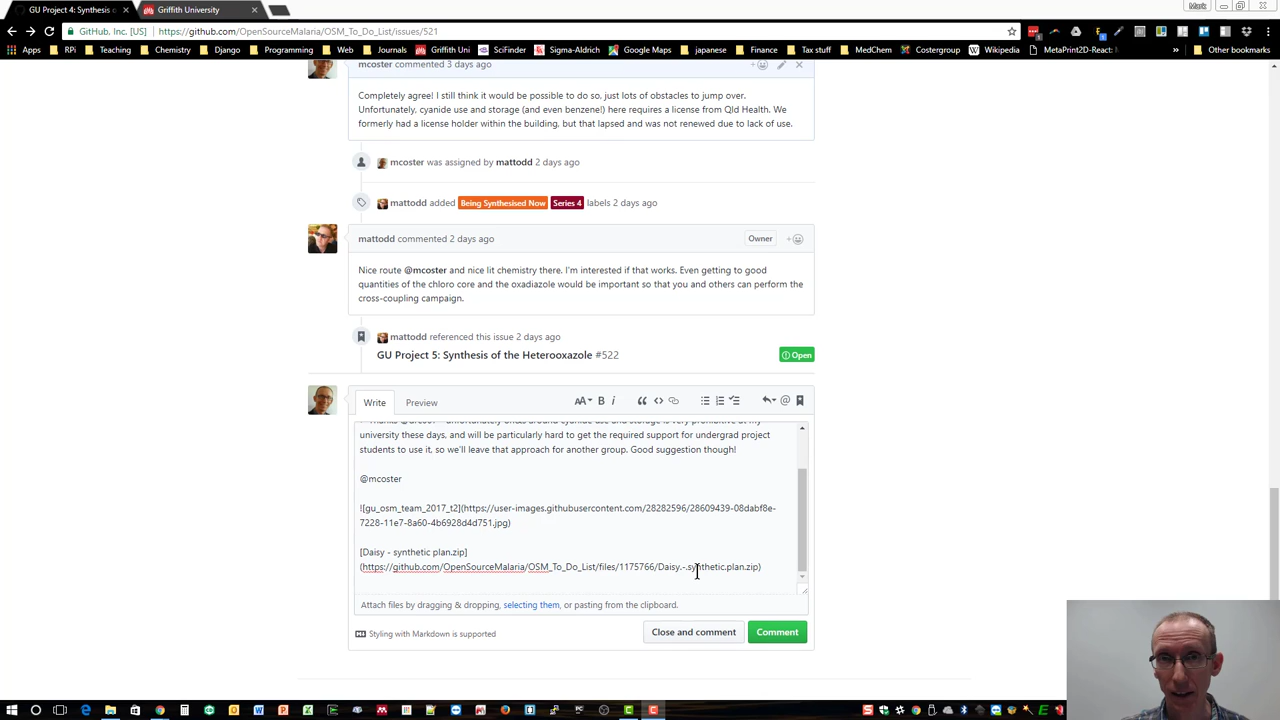 GU Project 4: Synthesis o
Griffith University
Mark
GitHub, Inc. [US]
https://github.com/OpenSourceMalaria/OSM_To_Do_List/issues/521
Apps
RPi
Teaching
Chemistry
Django
Programming
Web
Journals
Griffith Uni
SciFinder
Sigma-Aldrich
Google Maps
japanese
Finance
Tax stuff
MedChem
Costergroup
Wikipedia
MetaPrint2D-React:
»
Other bookmarks
mcoster commented 3 days ago
Completely agree! I still think it would be possible to do so, just lots of obstacles to jump over.
Unfortunately, cyanide use and storage (and even benzene!) here requires a license from Qld Health. We
formerly had a license holder within the building, but that lapsed and was not renewed due to lack of use.
mcoster was assigned by mattodd 2 days ago
mattodd added Being Synthesised Now Series 4 labels 2 days ago
mattodd commented 2 days ago
Owner
Nice route @mcoster and nice lit chemistry there. I'm interested if that works. Even getting to good
quantities of the chloro core and the oxadiazole would be important so that you and others can perform the
cross-coupling campaign.
mattodd referenced this issue 2 days ago
GU Project 5: Synthesis of the Heterooxazole #522
Open
Write
Preview
AA
B
i
university these days, and will be particularly hard to get the required support for undergrad project
students to use it, so we'll leave that approach for another group. Good suggestion though!
@mcoster
![gu_osm_team_2017_t2](https://user-images.githubusercontent.com/28282596/28609439-08dabf8e-
7228-11e7-8a60-4b6928d4d751.jpg)
[Daisy - synthetic plan.zip]
(https://github.com/OpenSourceMalaria/OSM_To_Do_List/files/1175766/Daisy.-.synthetic.plan.zip)
Attach files by dragging & dropping, selecting them, or pasting from the clipboard.
Styling with Markdown is supported
Close and comment
Comment